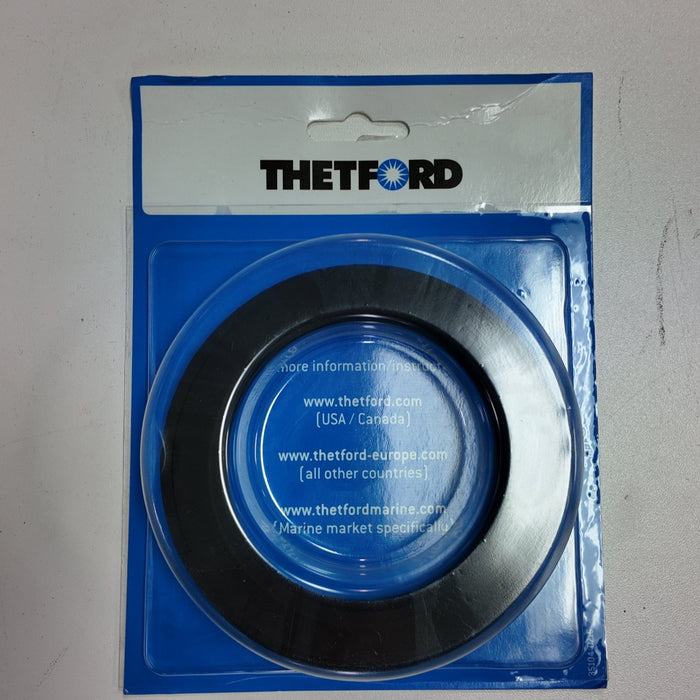 THETFORD
more information/instruct
www.thetford.com
(USA / Canada)
www.thetford-europe.com
(all other countries)
www.thetfordmarine.com
(Marine market specifically)